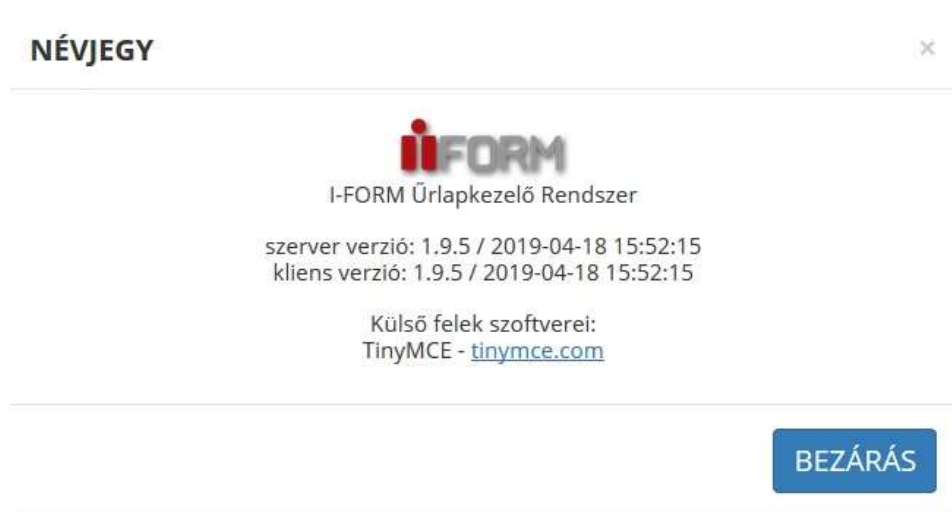 NÉVJEGY ×
iiFORM
I-FORM Űrlapkezelő Rendszer
szerver verzió: 1.9.5 / 2019-04-18 15:52:15
kliens verzió: 1.9.5 / 2019-04-18 15:52:15
Külső felek szoftverei:
TinyMCE - tinymce.com
BEZÁRÁS